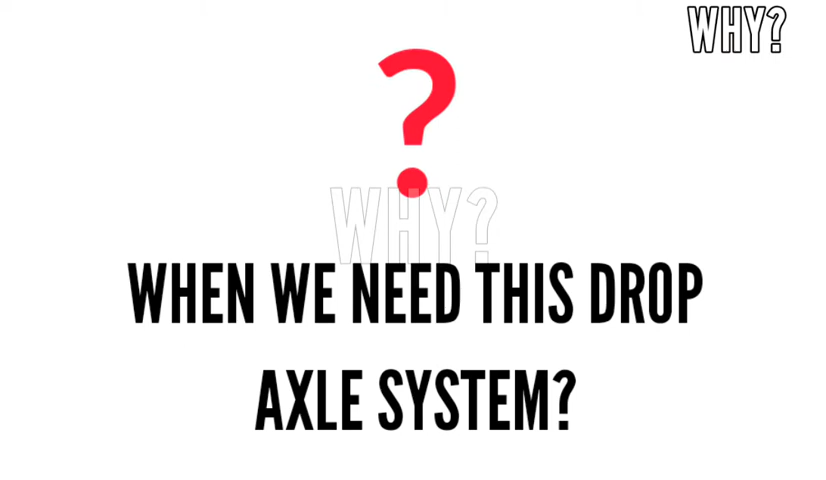 WHY?
?
WHY?
WHEN WE NEED THIS DROP
AXLE SYSTEM?